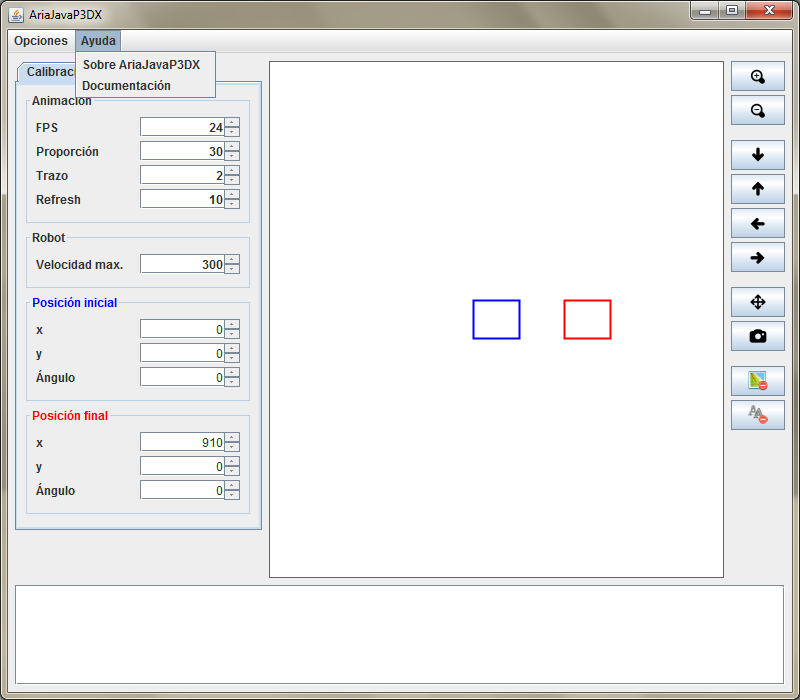 AriaJavaP3DX
Opciones Ayuda
Sobre AriaJavaP3DX
Documentación
Animación
FPS 24
Proporción 30
Trazo 2
Refresh 10
Robot
Velocidad max. 300
Posición inicial
x 0
y 0
Ángulo 0
Posición final
x 910
y 0
Ángulo 0